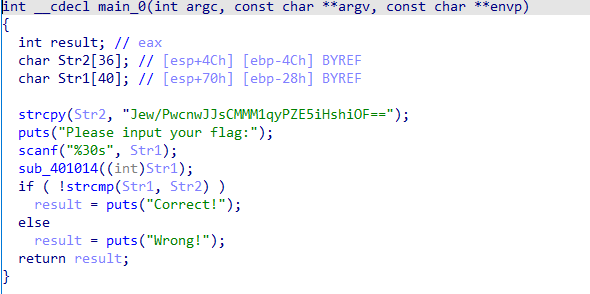 int __cdecl main_0(int argc, const char **argv, const char **envp)
{
  int result; // eax
  char Str2[36]; // [esp+4Ch] [ebp-4Ch] BYREF
  char Str1[40]; // [esp+70h] [ebp-28h] BYREF

  strcpy(Str2, "Jew/PwcnwJJsCMMM1qyPZE5iHshiOF==");
  puts("Please input your flag:");
  scanf("%30s", Str1);
  sub_401014((int)Str1);
  if ( !strcmp(Str1, Str2) )
    result = puts("Correct!");
  else
    result = puts("Wrong!");
  return result;
}